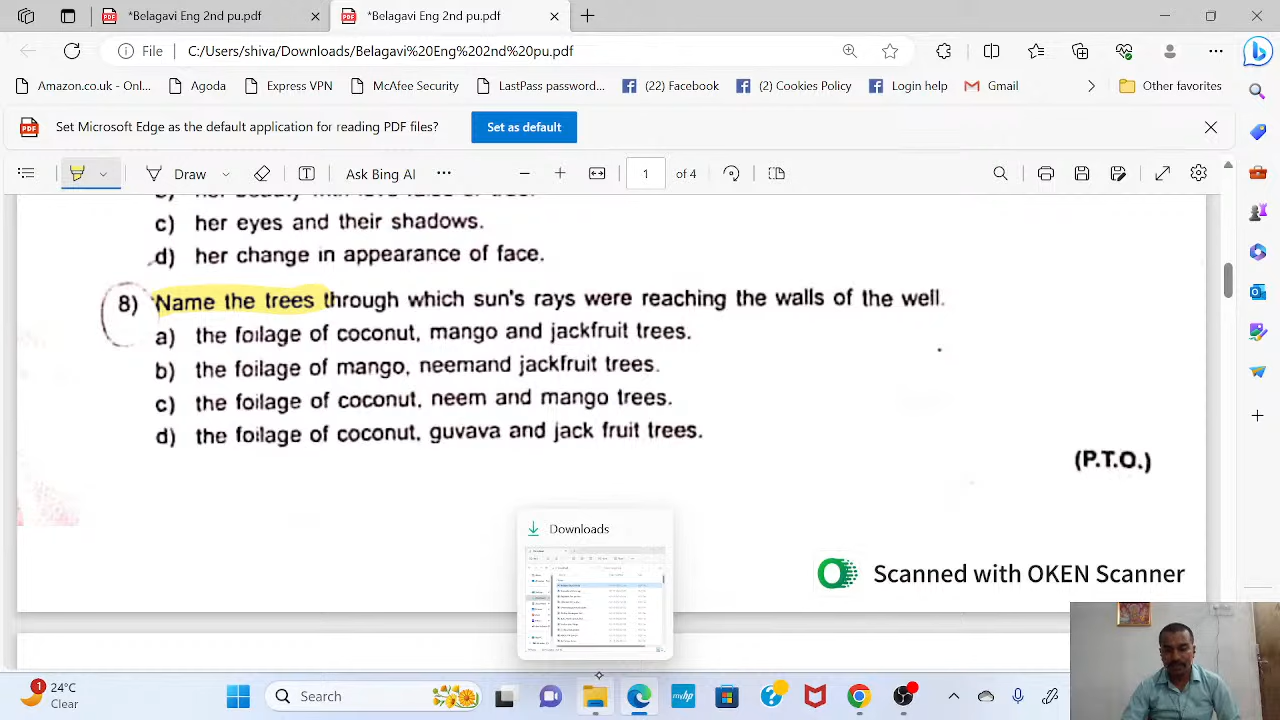 *Belagavi Eng 2nd pu.pdf
*Belagavi Eng 2nd pu.pdf
File
C:/Users/shiva/Downloads/Belagavi%20Eng%202nd%20pu.pdf
Amazon.co.uk - Onl...
Agoda
Express VPN
McAfee Security
LastPass password...
(22) Facebook
(2) Cookies Policy
Login help
Gmail
Other favorites
Set Microsoft Edge as the default application for reading PDF files?
Set as default
Draw
Ask Bing AI
1 of 4
c) her eyes and their shadows.
d) her change in appearance of face.
8) Name the trees through which sun's rays were reaching the walls of the well.
a) the foilage of coconut, mango and jackfruit trees.
b) the foilage of mango, neemand jackfruit trees.
c) the foilage of coconut, neem and mango trees.
d) the foilage of coconut, guvava and jack fruit trees.
(P.T.O.)
Downloads
Scanned with OKEN Scanner
1
24°C
Clear
Search
myhp